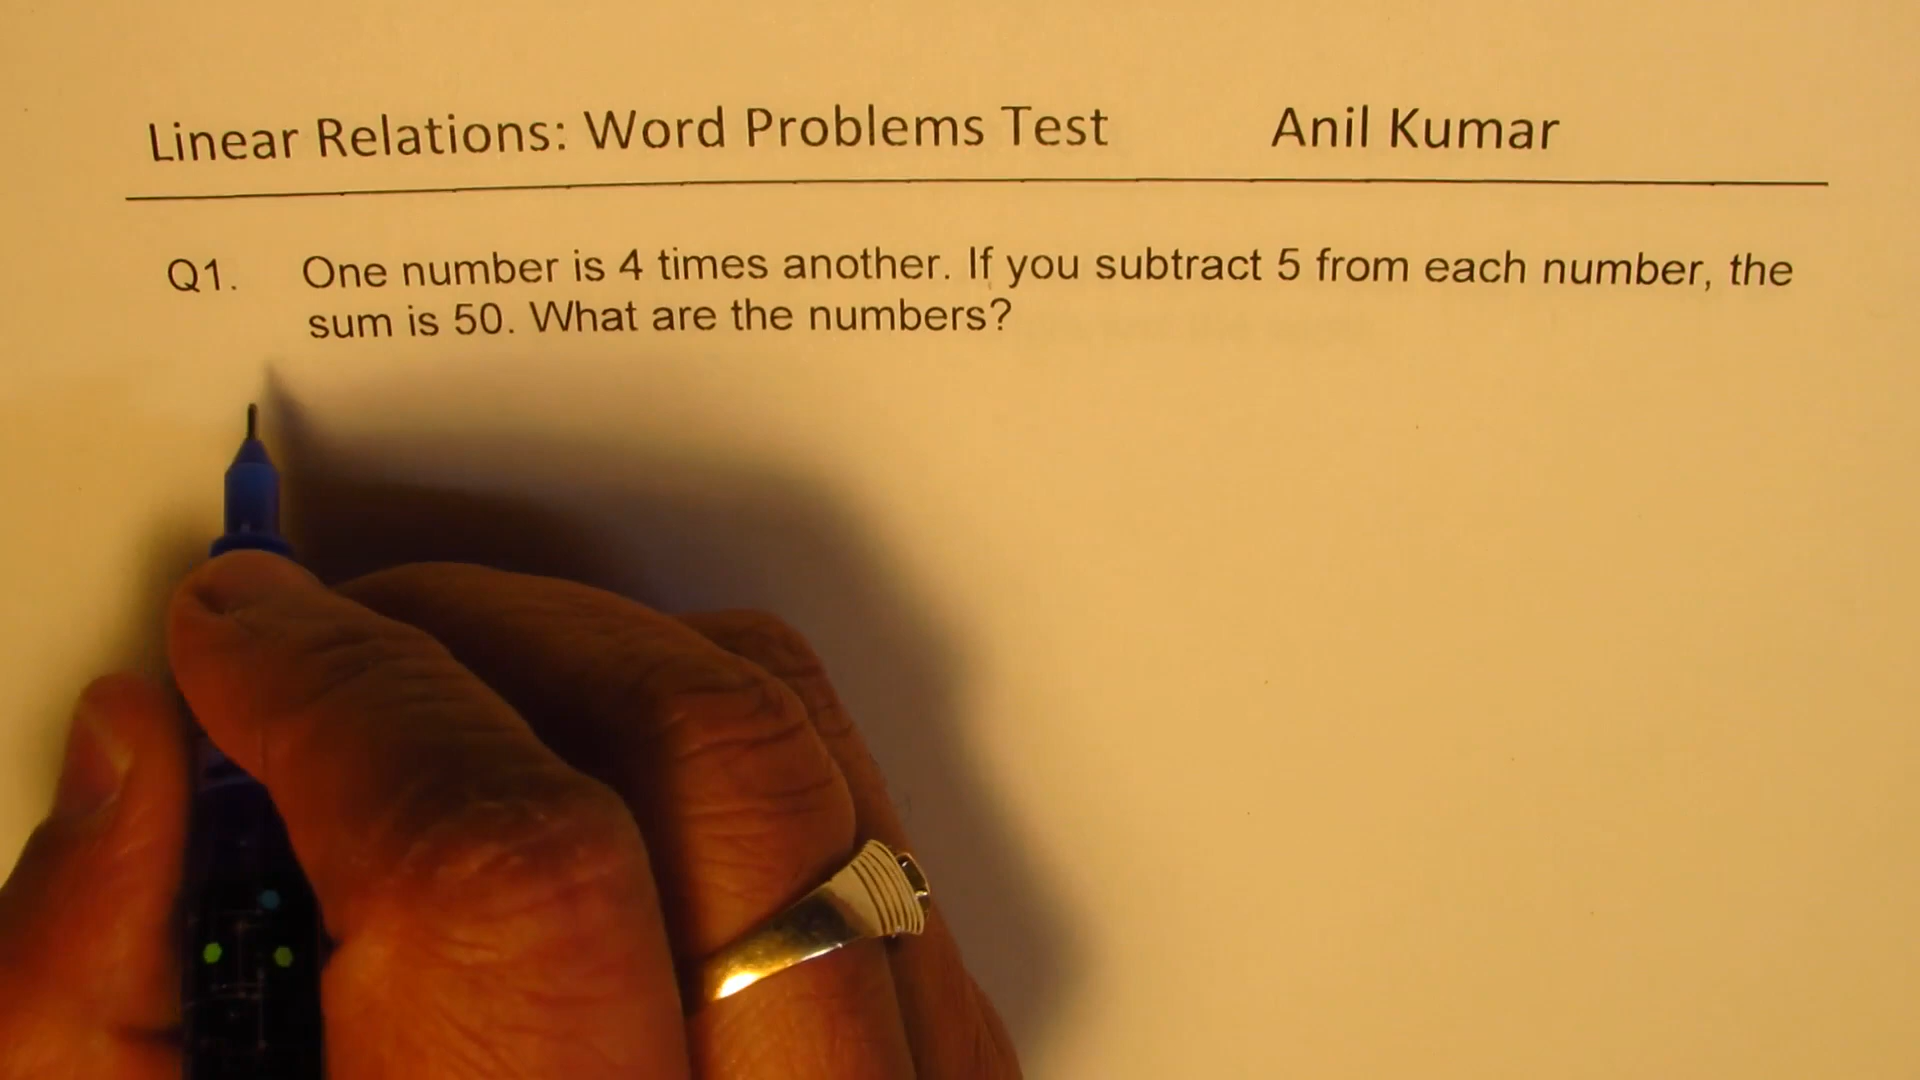 Linear Relations: Word Problems Test Anil Kumar
Q1. One number is 4 times another. If you subtract 5 from each number, the
sum is 50. What are the numbers?